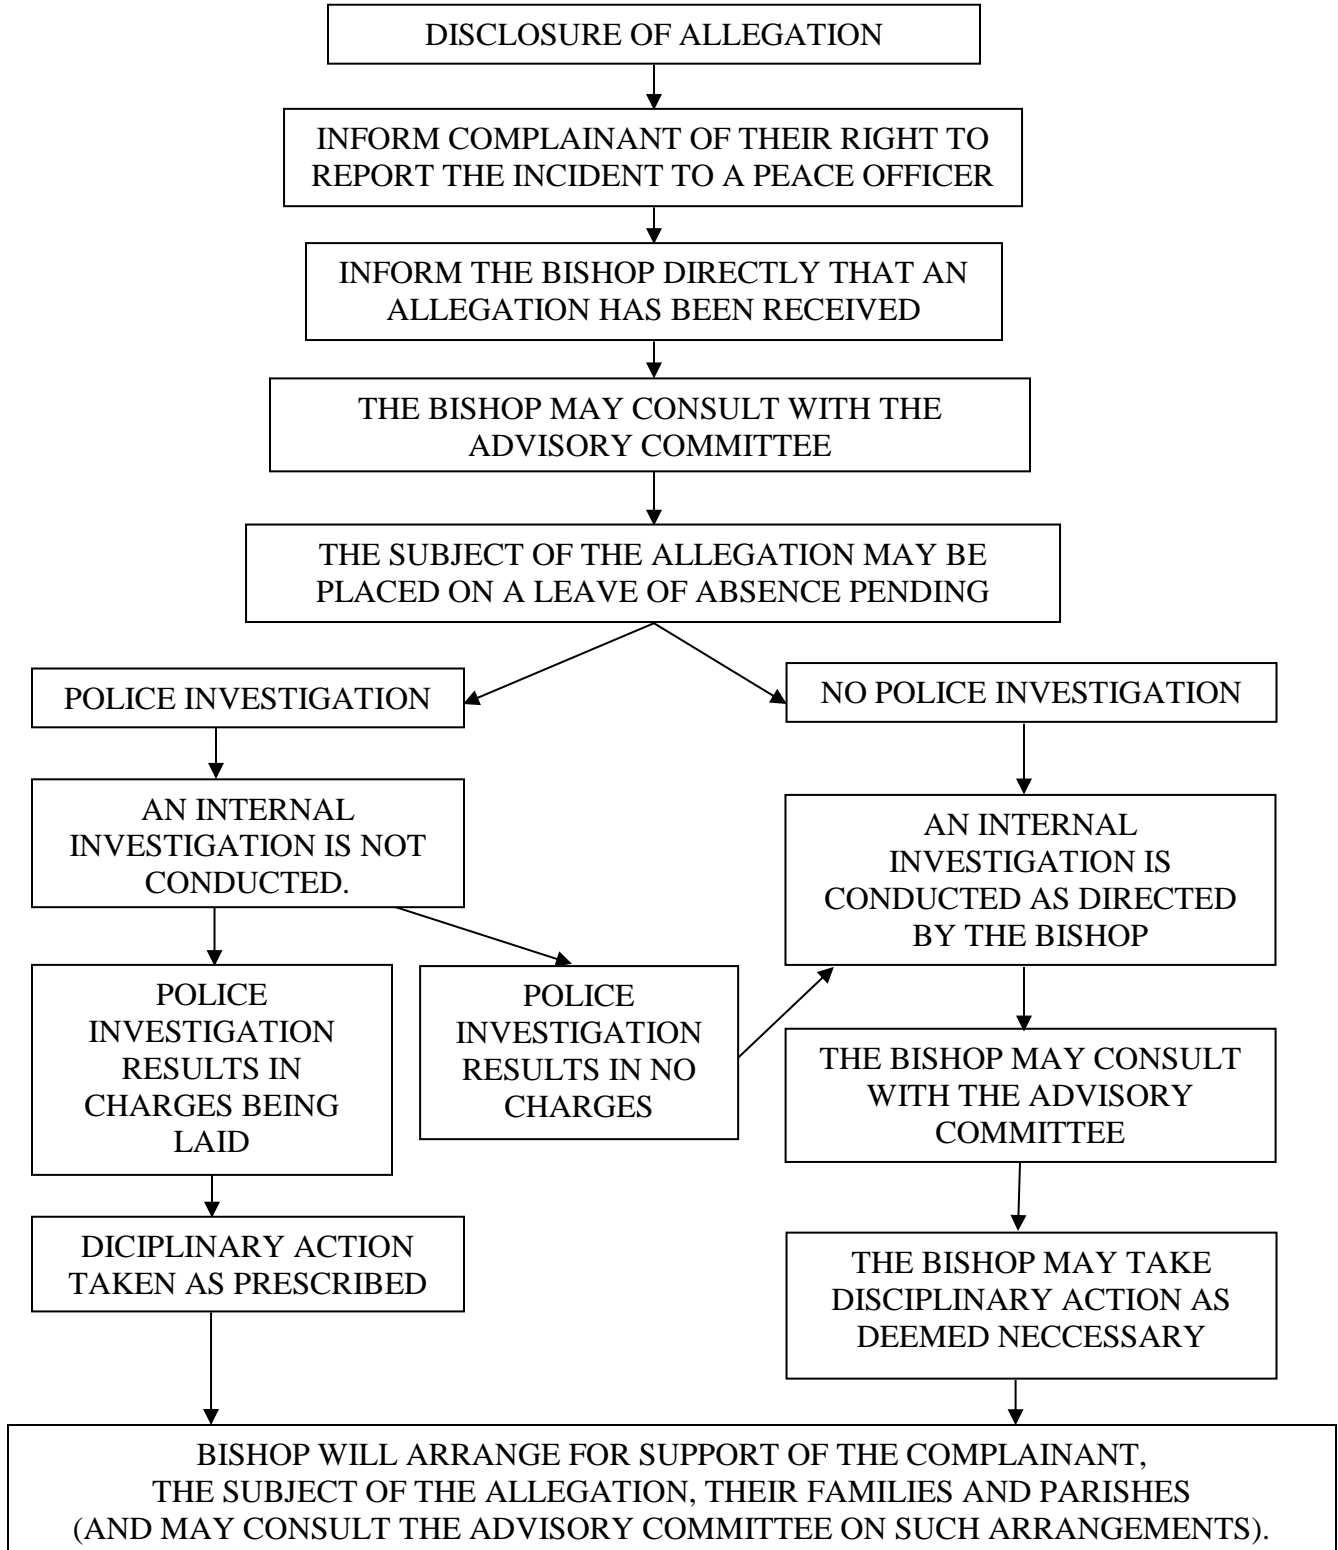 DISCLOSURE OF ALLEGATION
INFORM COMPLAINANT OF THEIR RIGHT TO
REPORT THE INCIDENT TO A PEACE OFFICER
INFORM THE BISHOP DIRECTLY THAT AN
ALLEGATION HAS BEEN RECEIVED
THE BISHOP MAY CONSULT WITH THE
ADVISORY COMMITTEE
THE SUBJECT OF THE ALLEGATION MAY BE
PLACED ON A LEAVE OF ABSENCE PENDING
POLICE INVESTIGATION
AN INTERNAL
INVESTIGATION IS NOT
CONDUCTED.
POLICE
INVESTIGATION
RESULTS IN
CHARGES BEING
LAID
DICIPLINARY ACTION
TAKEN AS PRESCRIBED
POLICE
INVESTIGATION
RESULTS IN NO
CHARGES
NO POLICE INVESTIGATION
AN INTERNAL
INVESTIGATION IS
CONDUCTED AS DIRECTED
BY THE BISHOP
THE BISHOP MAY CONSULT
WITH THE ADVISORY
COMMITTEE
THE BISHOP MAY TAKE
DISCIPLINARY ACTION AS
DEEMED NECCESSARY
BISHOP WILL ARRANGE FOR SUPPORT OF THE COMPLAINANT,
THE SUBJECT OF THE ALLEGATION, THEIR FAMILIES AND PARISHES
(AND MAY CONSULT THE ADVISORY COMMITTEE ON SUCH ARRANGEMENTS).